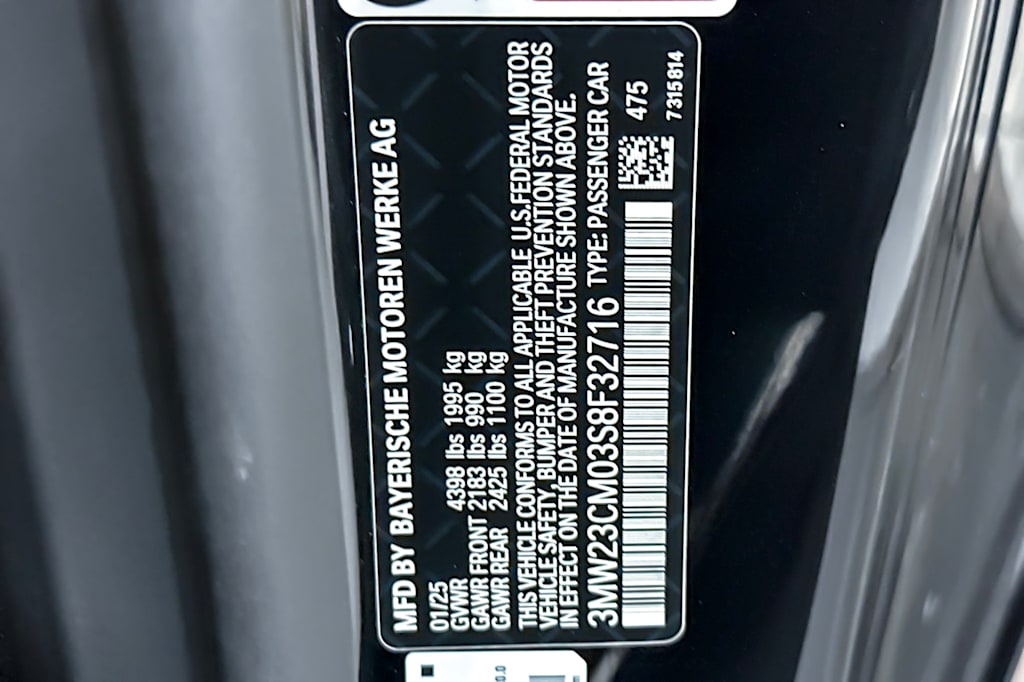 MFD BY BAYERISCHE MOTOREN WERKE AG
01/25
GVWR 4398 lbs 1995 kg
GAWR FRONT 2183 lbs 990 kg
GAWR REAR 2425 lbs 1100 kg
THIS VEHICLE CONFORMS TO ALL APPLICABLE U.S.FEDERAL MOTOR
VEHICLE SAFETY, BUMPER AND THEFT PREVENTION STANDARDS
IN EFFECT ON THE DATE OF MANUFACTURE SHOWN ABOVE.
3MW23CM03S8F32716 TYPE: PASSENGER CAR
475
7315814